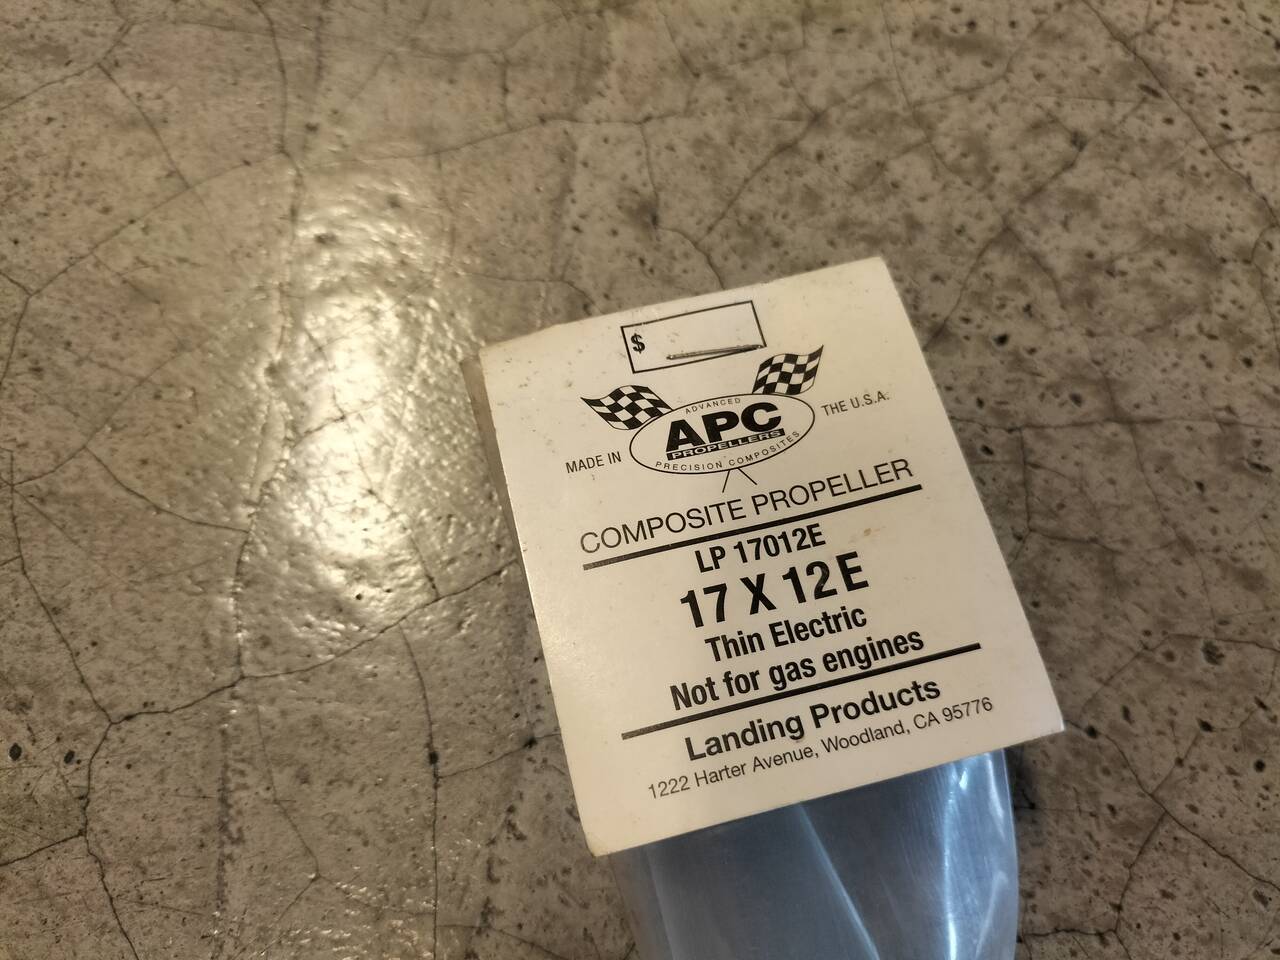 $
ADVANCED
APC
PROPELLERS
PRECISION COMPOSITES
MADE IN
THE U.S.A.
COMPOSITE PROPELLER
LP 17012E
17 X 12E
Thin Electric
Not for gas engines
Landing Products
1222 Harter Avenue, Woodland, CA 95776